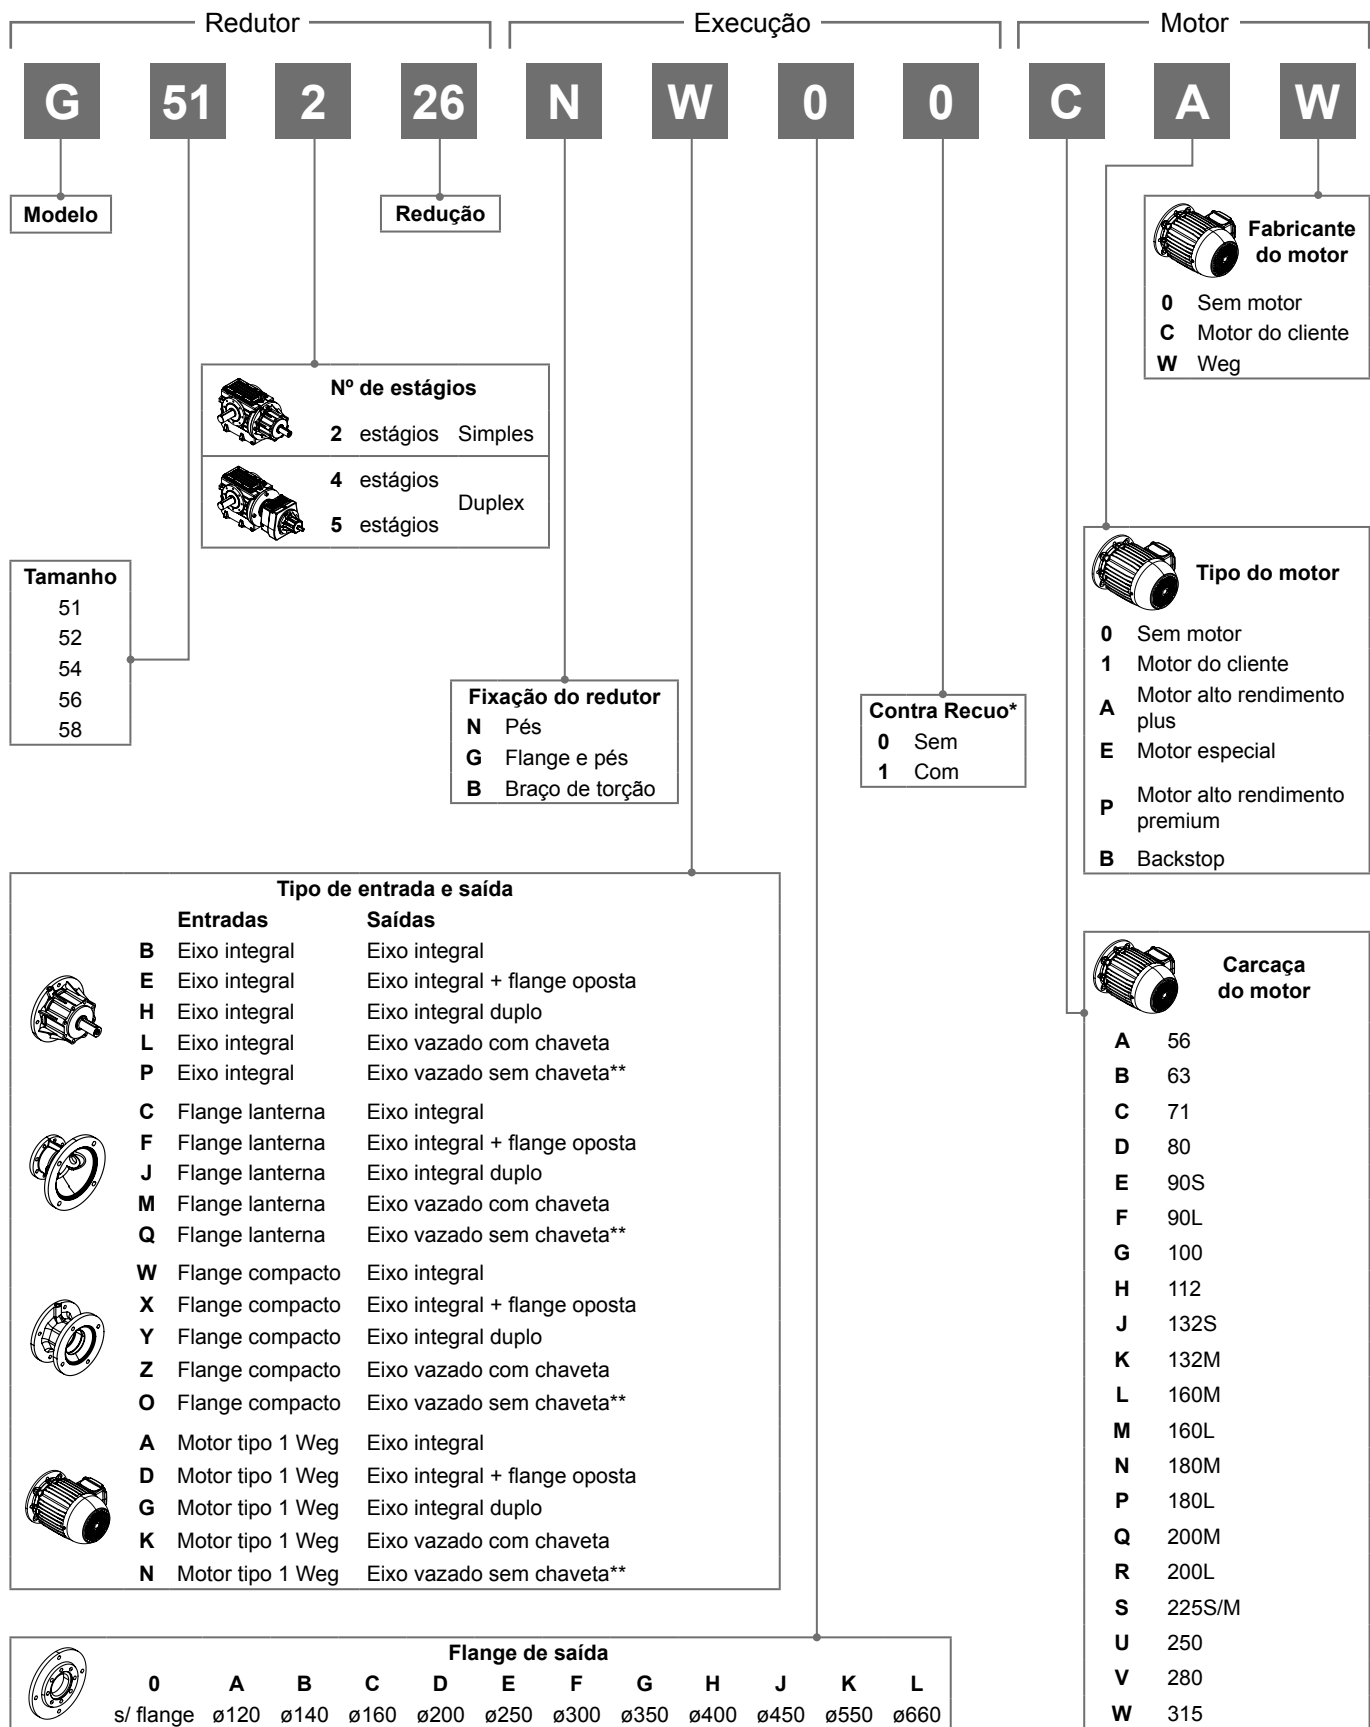 Redutor Execução Motor
G 51 2 26 N W 0 0 C A W
Modelo
Redução
Fabricante
do motor
0 Sem motor
C Motor do cliente
W Weg
Nº de estágios
2 estágios Simples
4 estágios
Duplex
5 estágios
Tamanho
51
52
54
56
58
Fixação do redutor
N Pés
G Flange e pés
B Braço de torção
Contra Recuo*
0 Sem
1 Com
Tipo do motor
0 Sem motor
1 Motor do cliente
A Motor alto rendimento
plus
E Motor especial
P Motor alto rendimento
premium
B Backstop
Tipo de entrada e saída
Entradas Saídas
B Eixo integral Eixo integral
E Eixo integral Eixo integral + flange oposta
H Eixo integral Eixo integral duplo
L Eixo integral Eixo vazado com chaveta
P Eixo integral Eixo vazado sem chaveta**
C Flange lanterna Eixo integral
F Flange lanterna Eixo integral + flange oposta
J Flange lanterna Eixo integral duplo
M Flange lanterna Eixo vazado com chaveta
Q Flange lanterna Eixo vazado sem chaveta**
W Flange compacto Eixo integral
X Flange compacto Eixo integral + flange oposta
Y Flange compacto Eixo integral duplo
Z Flange compacto Eixo vazado com chaveta
O Flange compacto Eixo vazado sem chaveta**
A Motor tipo 1 Weg Eixo integral
D Motor tipo 1 Weg Eixo integral + flange oposta
G Motor tipo 1 Weg Eixo integral duplo
K Motor tipo 1 Weg Eixo vazado com chaveta
N Motor tipo 1 Weg Eixo vazado sem chaveta**
Carcaça
do motor
A 56
B 63
C 71
D 80
E 90S
F 90L
G 100
H 112
J 132S
K 132M
L 160M
M 160L
N 180M
P 180L
Q 200M
R 200L
S 225S/M
U 250
V 280
W 315
Flange de saída
0 A B C D E F G H J K L
s/ flange ø120 ø140 ø160 ø200 ø250 ø300 ø350 ø400 ø450 ø550 ø660